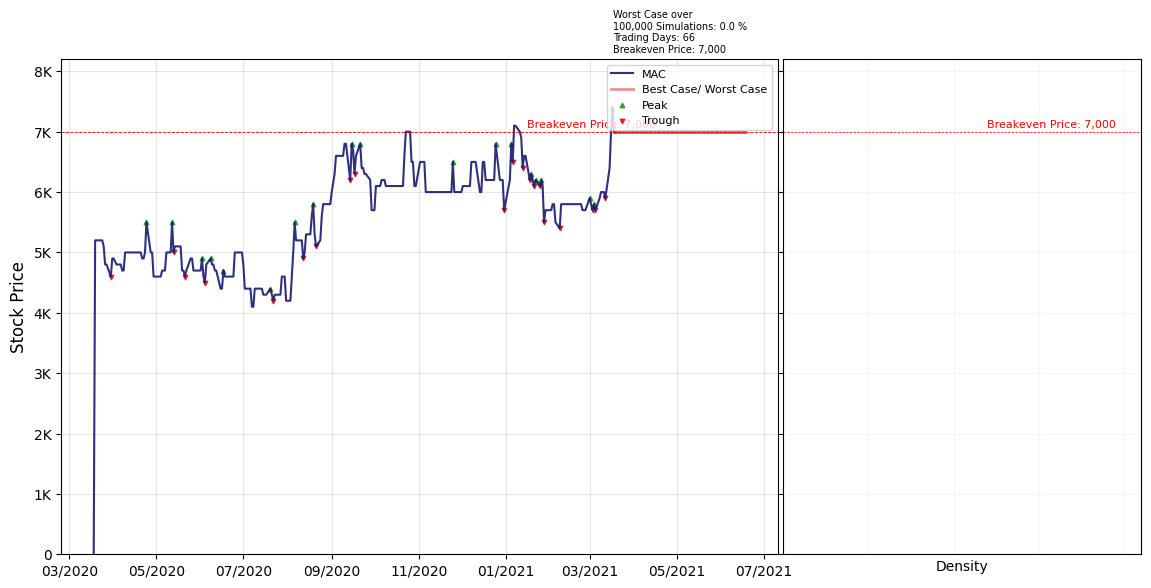 Worst Case over
100,000 Simulations: 0.0 %
Trading Days: 66
Breakeven Price: 7,000
MAC
Best Case/ Worst Case
Peak
Trough
Breakeven Price: 7,000
Breakeven Price: 7,000
Stock Price
8K
7K
6K
5K
4K
3K
2K
1K
0
03/2020 05/2020 07/2020 09/2020 11/2020 01/2021 03/2021 05/2021 07/2021
Density